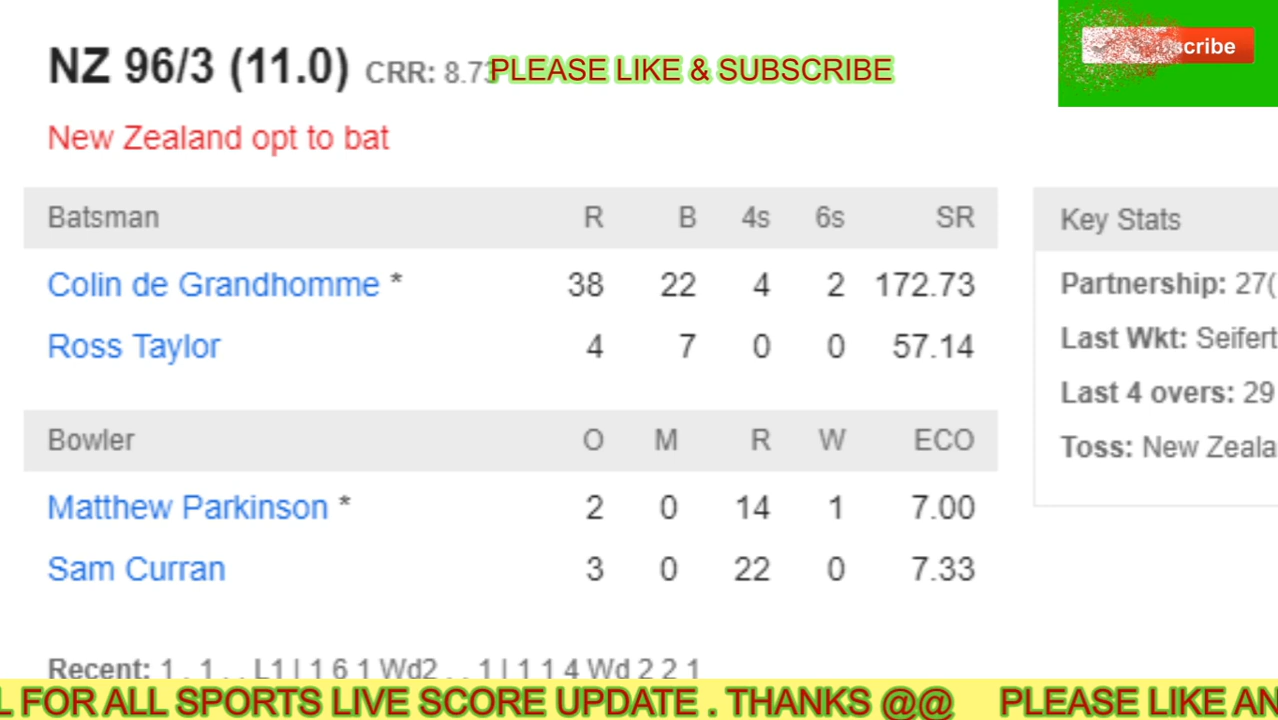 NZ 96/3 (11.0) CRR: 8.73 PLEASE LIKE & SUBSCRIBE
scribe
New Zealand opt to bat
Batsman R B 4s 6s SR
Colin de Grandhomme * 38 22 4 2 172.73
Ross Taylor 4 7 0 0 57.14
Bowler O M R W ECO
Matthew Parkinson * 2 0 14 1 7.00
Sam Curran 3 0 22 0 7.33
Key Stats
Partnership: 27(
Last Wkt: Seifert
Last 4 overs: 29
Toss: New Zeala
Recent: 1 . 1 . . L1 | 1 6 1 Wd2 . . 1 | 1 1 4 Wd 2 2 1
L FOR ALL SPORTS LIVE SCORE UPDATE . THANKS @@ PLEASE LIKE AN